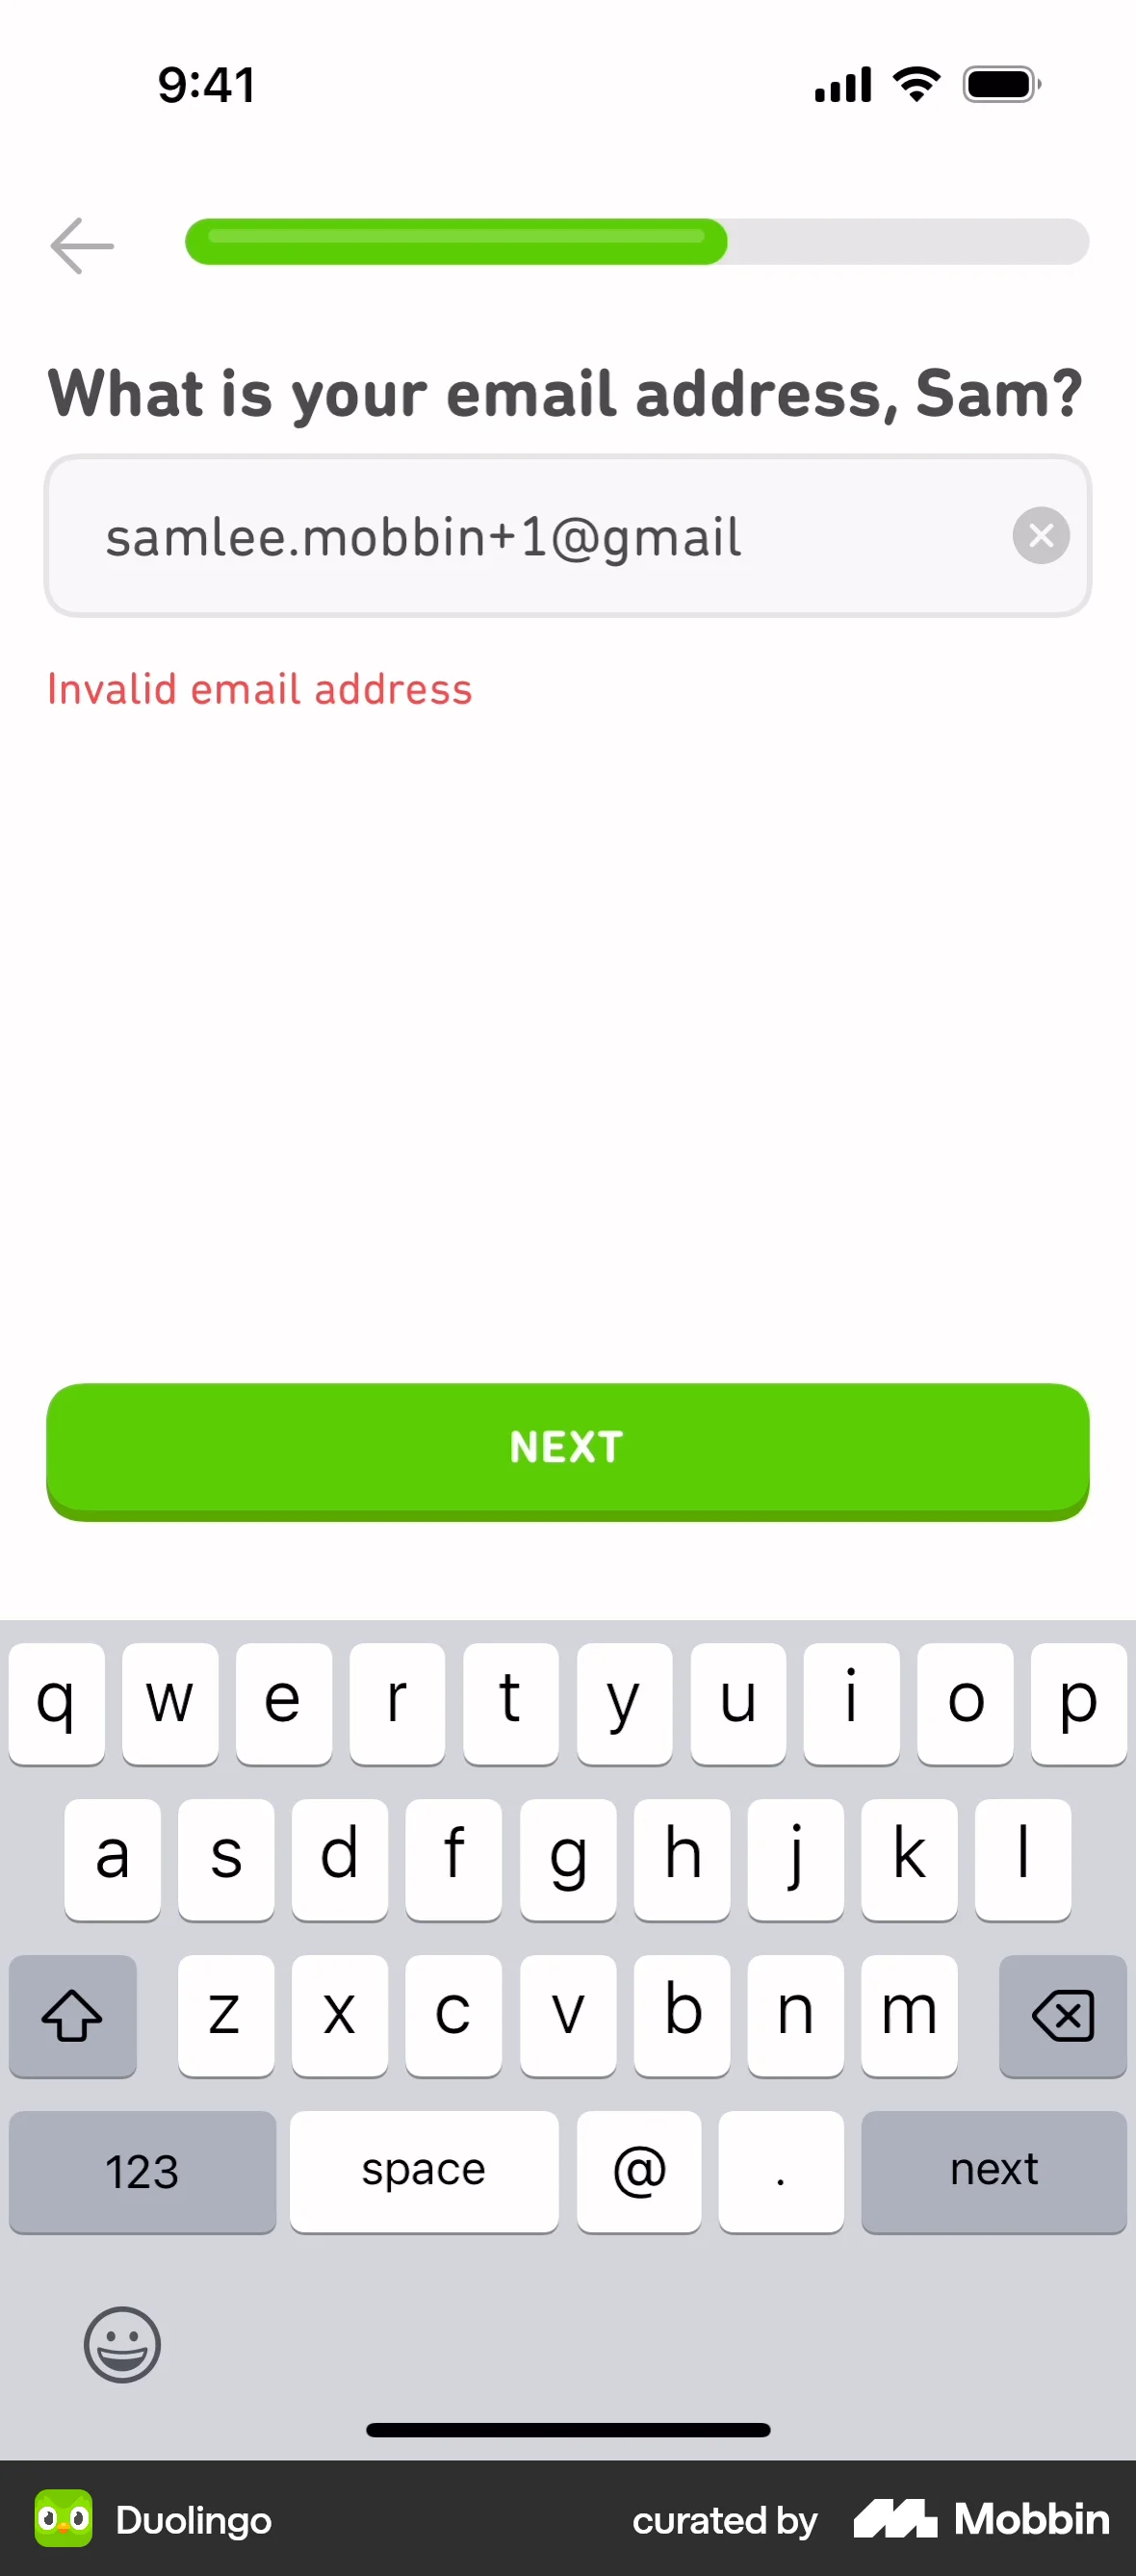 9:41
What is your email address, Sam?
samlee.mobbin+1@gmail
Invalid email address
NEXT
q w e r t y u i o p
a s d f g h j k l
z x c v b n m
123 space @ . next
Duolingo curated by Mobbin